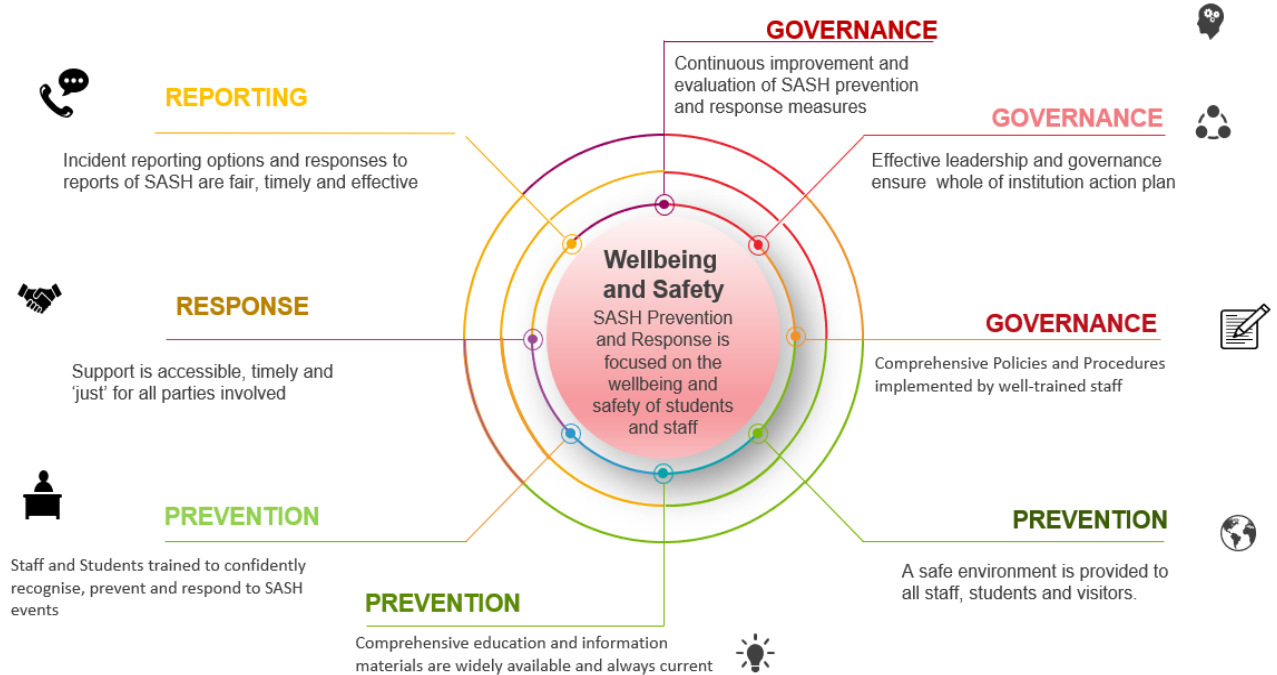 GOVERNANCE
Continuous improvement and
evaluation of SASH prevention
and response measures
GOVERNANCE
Effective leadership and governance
ensure whole of institution action plan
GOVERNANCE
Comprehensive Policies and Procedures
implemented by well-trained staff
PREVENTION
A safe environment is provided to
all staff, students and visitors.
PREVENTION
Comprehensive education and information
materials are widely available and always current
PREVENTION
Staff and Students trained to confidently
recognise, prevent and respond to SASH
events
RESPONSE
Support is accessible, timely and
‘just’ for all parties involved
REPORTING
Incident reporting options and responses to
reports of SASH are fair, timely and effective
Wellbeing
and Safety
SASH Prevention
and Response is
focused on the
wellbeing and
safety of students
and staff